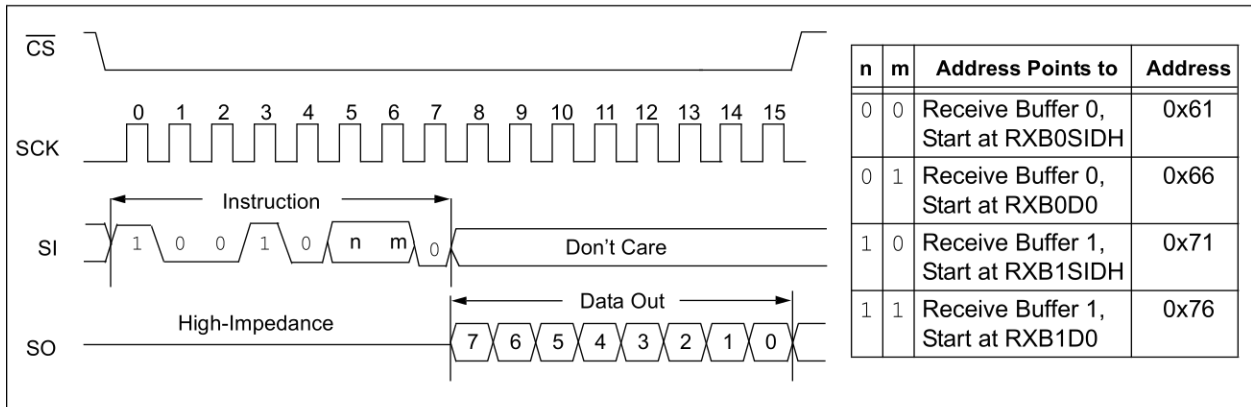 CS
SCK
0 1 2 3 4 5 6 7 8 9 10 11 12 13 14 15
Instruction
SI
1 0 0 1 0 n m 0
Don't Care
Data Out
High-Impedance
SO
7 6 5 4 3 2 1 0
n m Address Points to Address
0 0 Receive Buffer 0, 0x61
Start at RXB0SIDH
0 1 Receive Buffer 0, 0x66
Start at RXB0D0
1 0 Receive Buffer 1, 0x71
Start at RXB1SIDH
1 1 Receive Buffer 1, 0x76
Start at RXB1D0